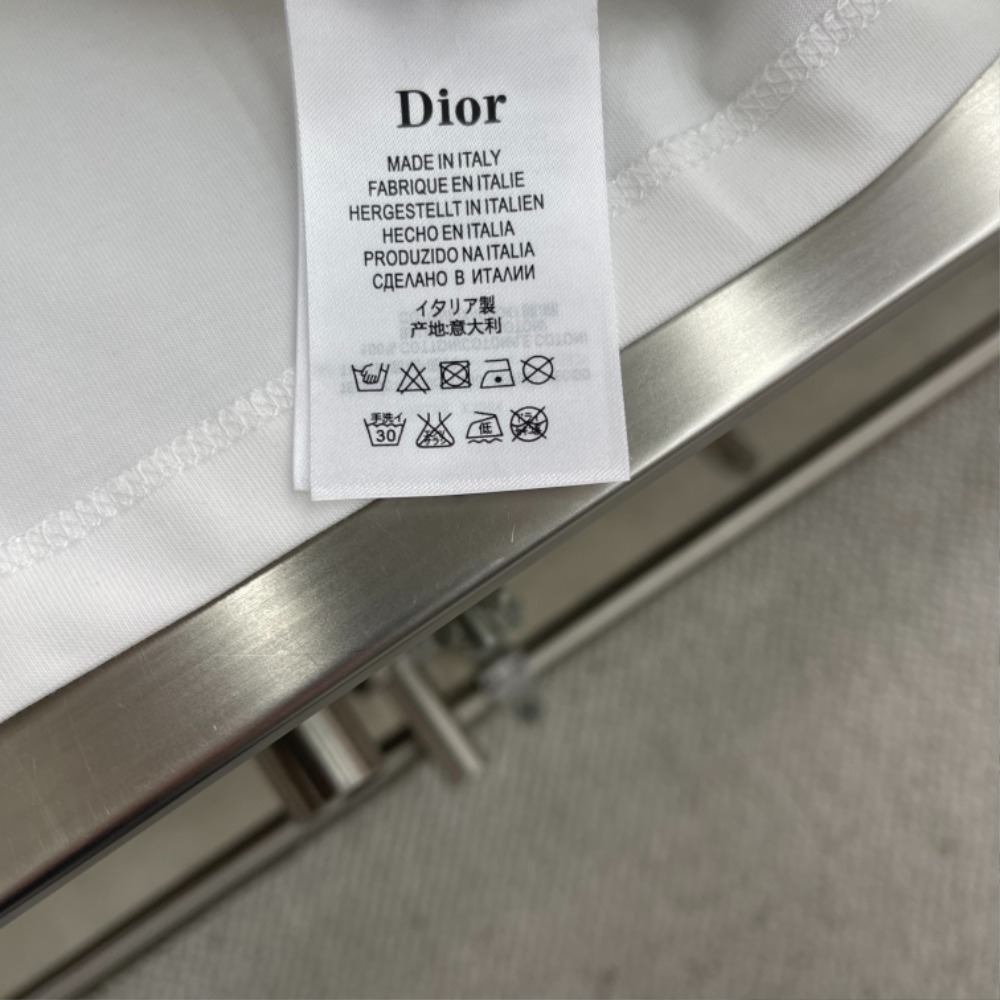 Dior
MADE IN ITALY
FABRIQUE EN ITALIE
HERGESTELLT IN ITALIEN
HECHO EN ITALIA
PRODUZIDO NA ITALIA
СДЕЛАНО В ИТАЛИИ
イタリア製
产地:意大利
手洗イ
30
低